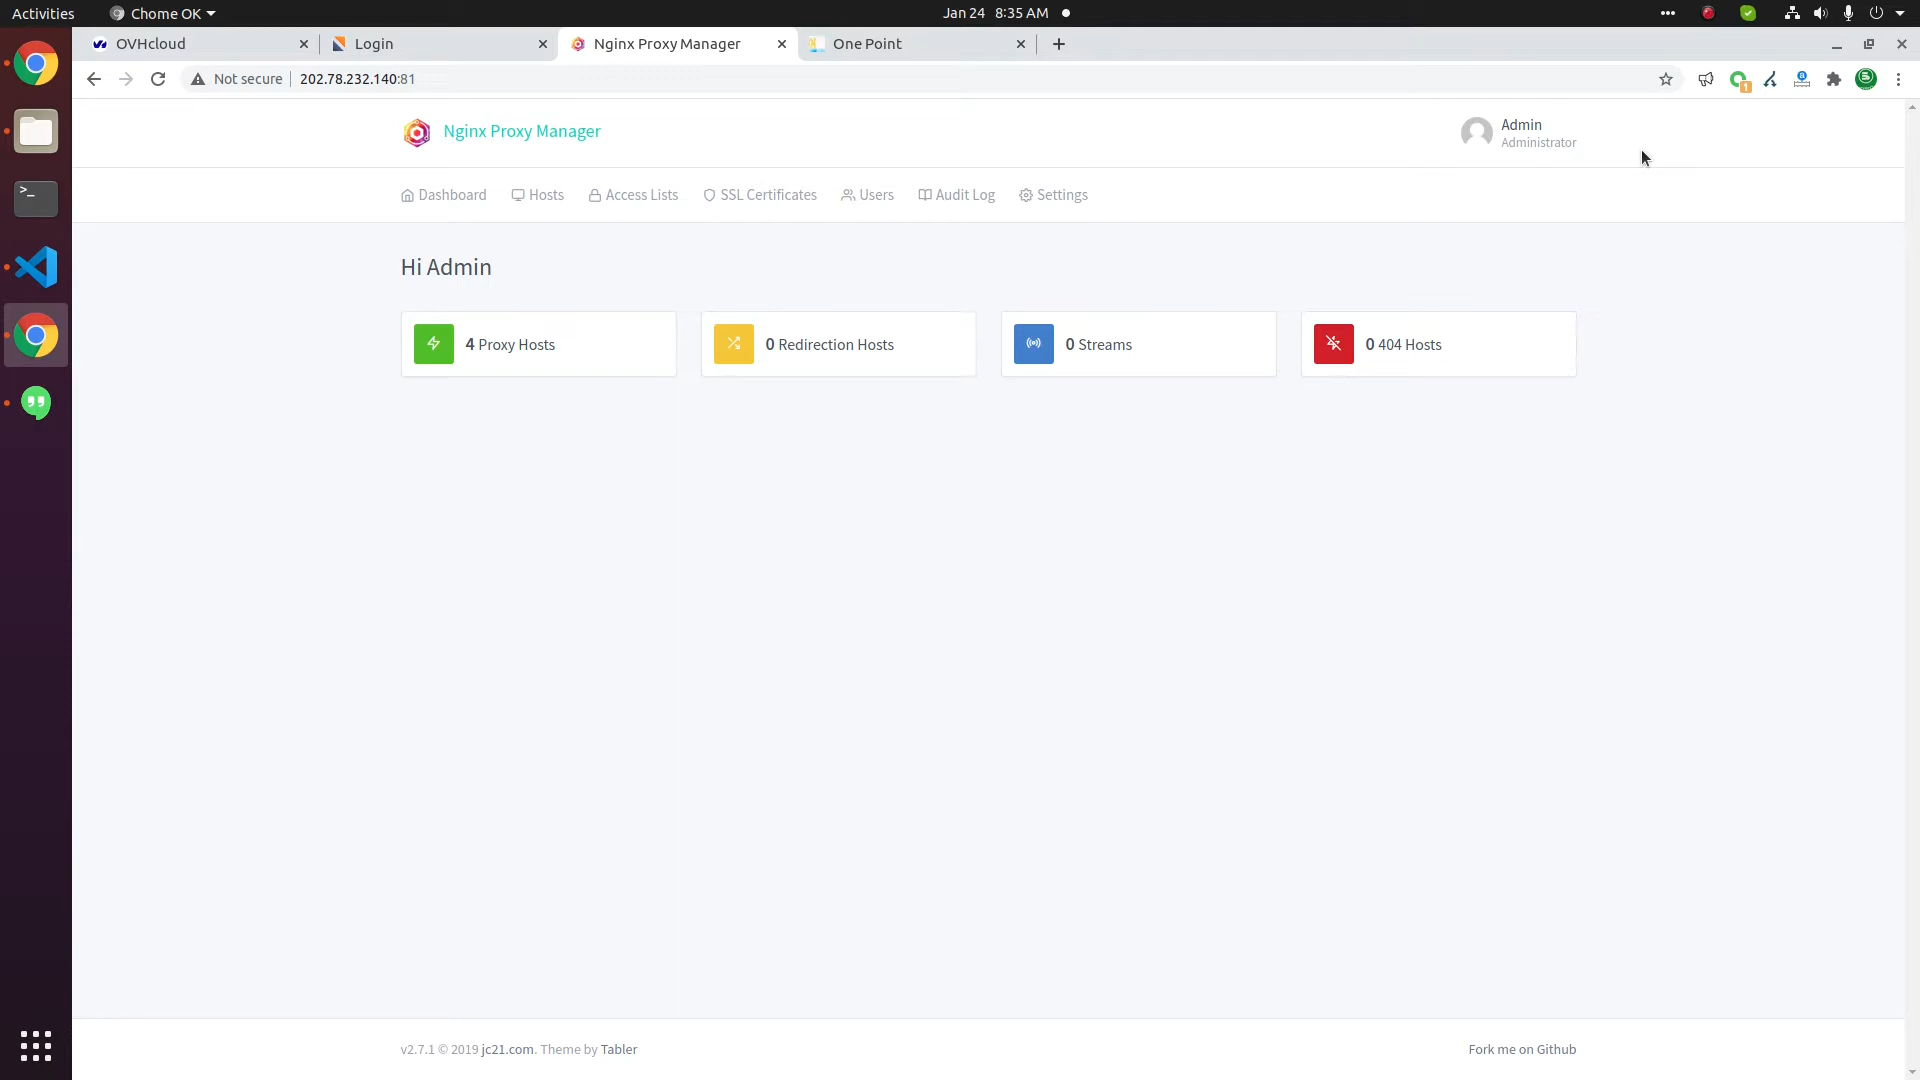 Activities
Chome OK
Jan 24 8:35 AM
OVHcloud
Login
Nginx Proxy Manager
One Point
Not secure
202.78.232.140:81
1
Nginx Proxy Manager
Admin
Administrator
Dashboard
Hosts
Access Lists
SSL Certificates
Users
Audit Log
Settings
Hi Admin
4 Proxy Hosts
0 Redirection Hosts
0 Streams
0 404 Hosts
v2.7.1 © 2019 jc21.com. Theme by Tabler
Fork me on Github